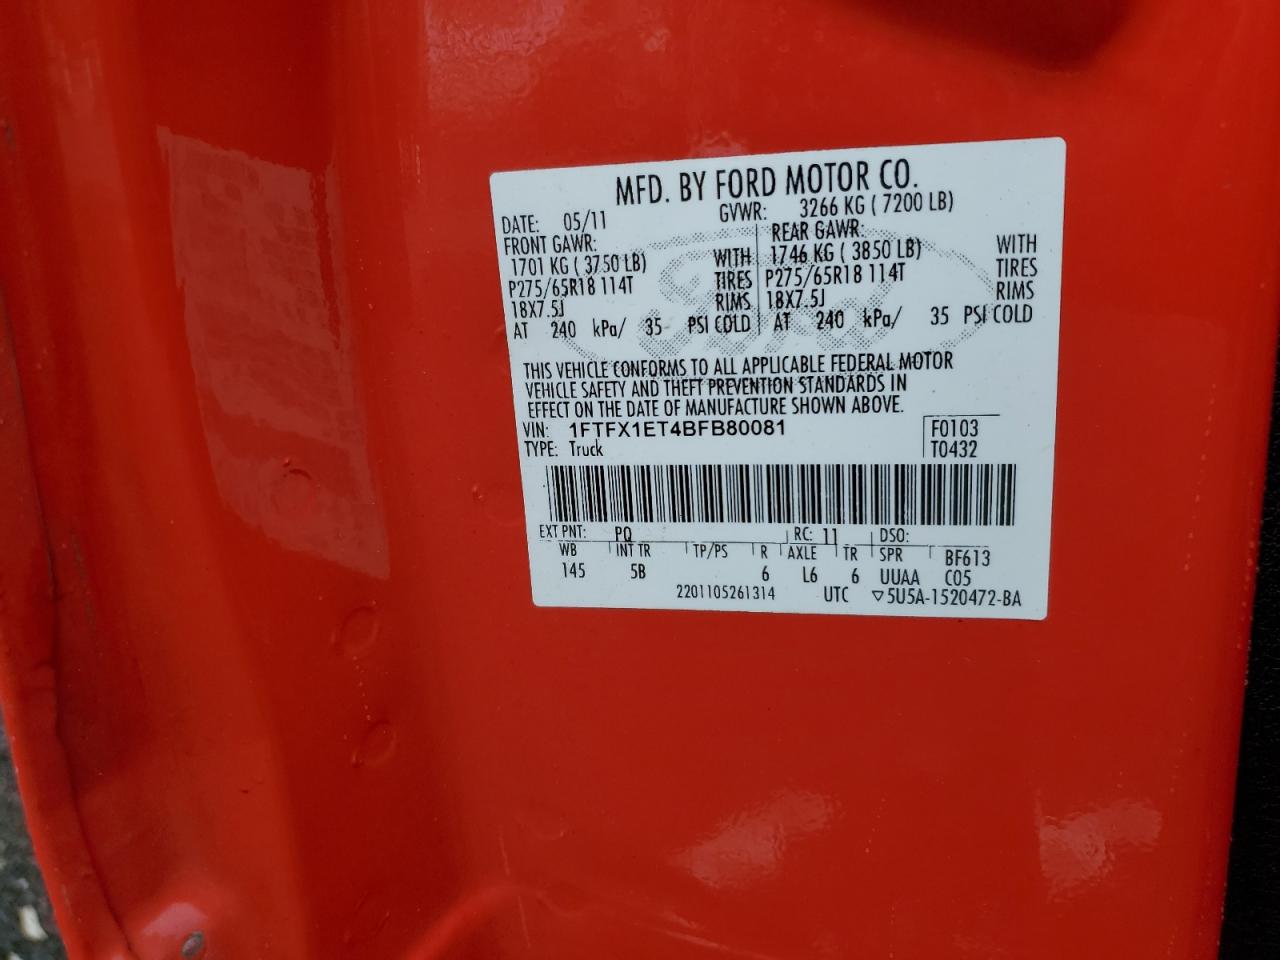 MFD. BY FORD MOTOR CO.
DATE: 05/11 GVWR: 3266 KG ( 7200 LB)
FRONT GAWR: REAR GAWR:
1701 KG ( 3750 LB) WITH 1746 KG ( 3850 LB) WITH
P275/65R18 114T TIRES P275/65R18 114T TIRES
18X7.5J RIMS 18X7.5J RIMS
AT 240 kPa/ 35 PSI COLD AT 240 kPa/ 35 PSI COLD
Ford
THIS VEHICLE CONFORMS TO ALL APPLICABLE FEDERAL MOTOR
VEHICLE SAFETY AND THEFT PREVENTION STANDARDS IN
EFFECT ON THE DATE OF MANUFACTURE SHOWN ABOVE.
VIN: 1FTFX1ET4BFB80081 F0103
TYPE: Truck T0432
EXT PNT: PQ RC: 11 DSO:
WB INT TR TP/PS R AXLE TR SPR BF613
145 5B 6 L6 6 UUAA C05
2201105261314 UTC ▽5U5A-1520472-BA